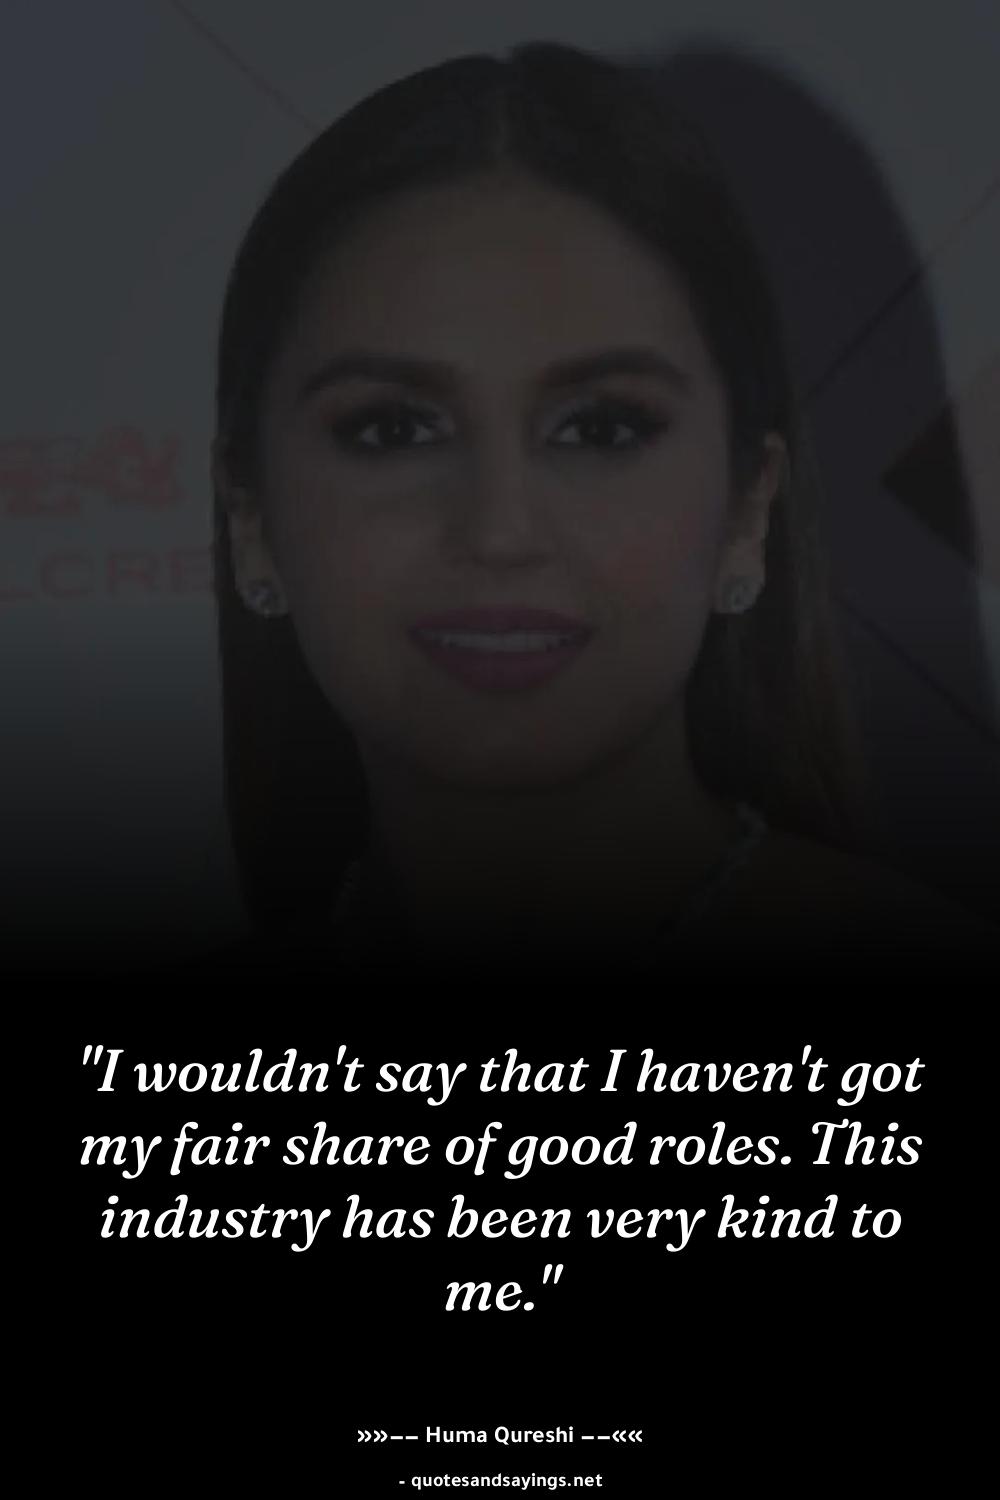 LCRE
"I wouldn't say that I haven't got
my fair share of good roles. This
industry has been very kind to
me."
»»−− Huma Qureshi −−««
- quotesandsayings.net